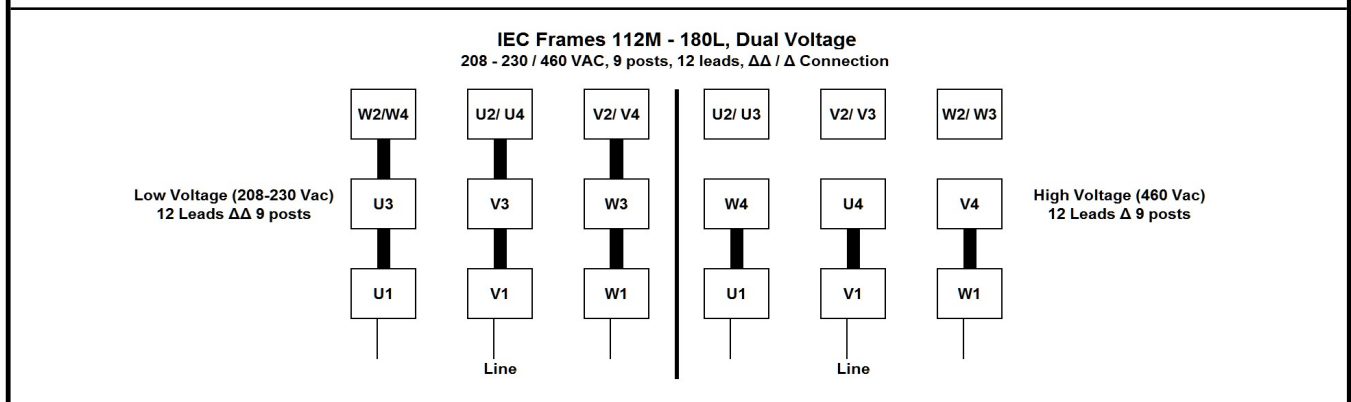 IEC Frames 112M - 180L, Dual Voltage
208 - 230 / 460 VAC, 9 posts, 12 leads, ΔΔ / Δ Connection
W2/W4
U2/ U4
V2/ V4
U2/ U3
V2/ V3
W2/ W3
Low Voltage (208-230 Vac)
12 Leads ΔΔ 9 posts
U3
V3
W3
W4
U4
V4
High Voltage (460 Vac)
12 Leads Δ 9 posts
U1
V1
W1
U1
V1
W1
Line
Line